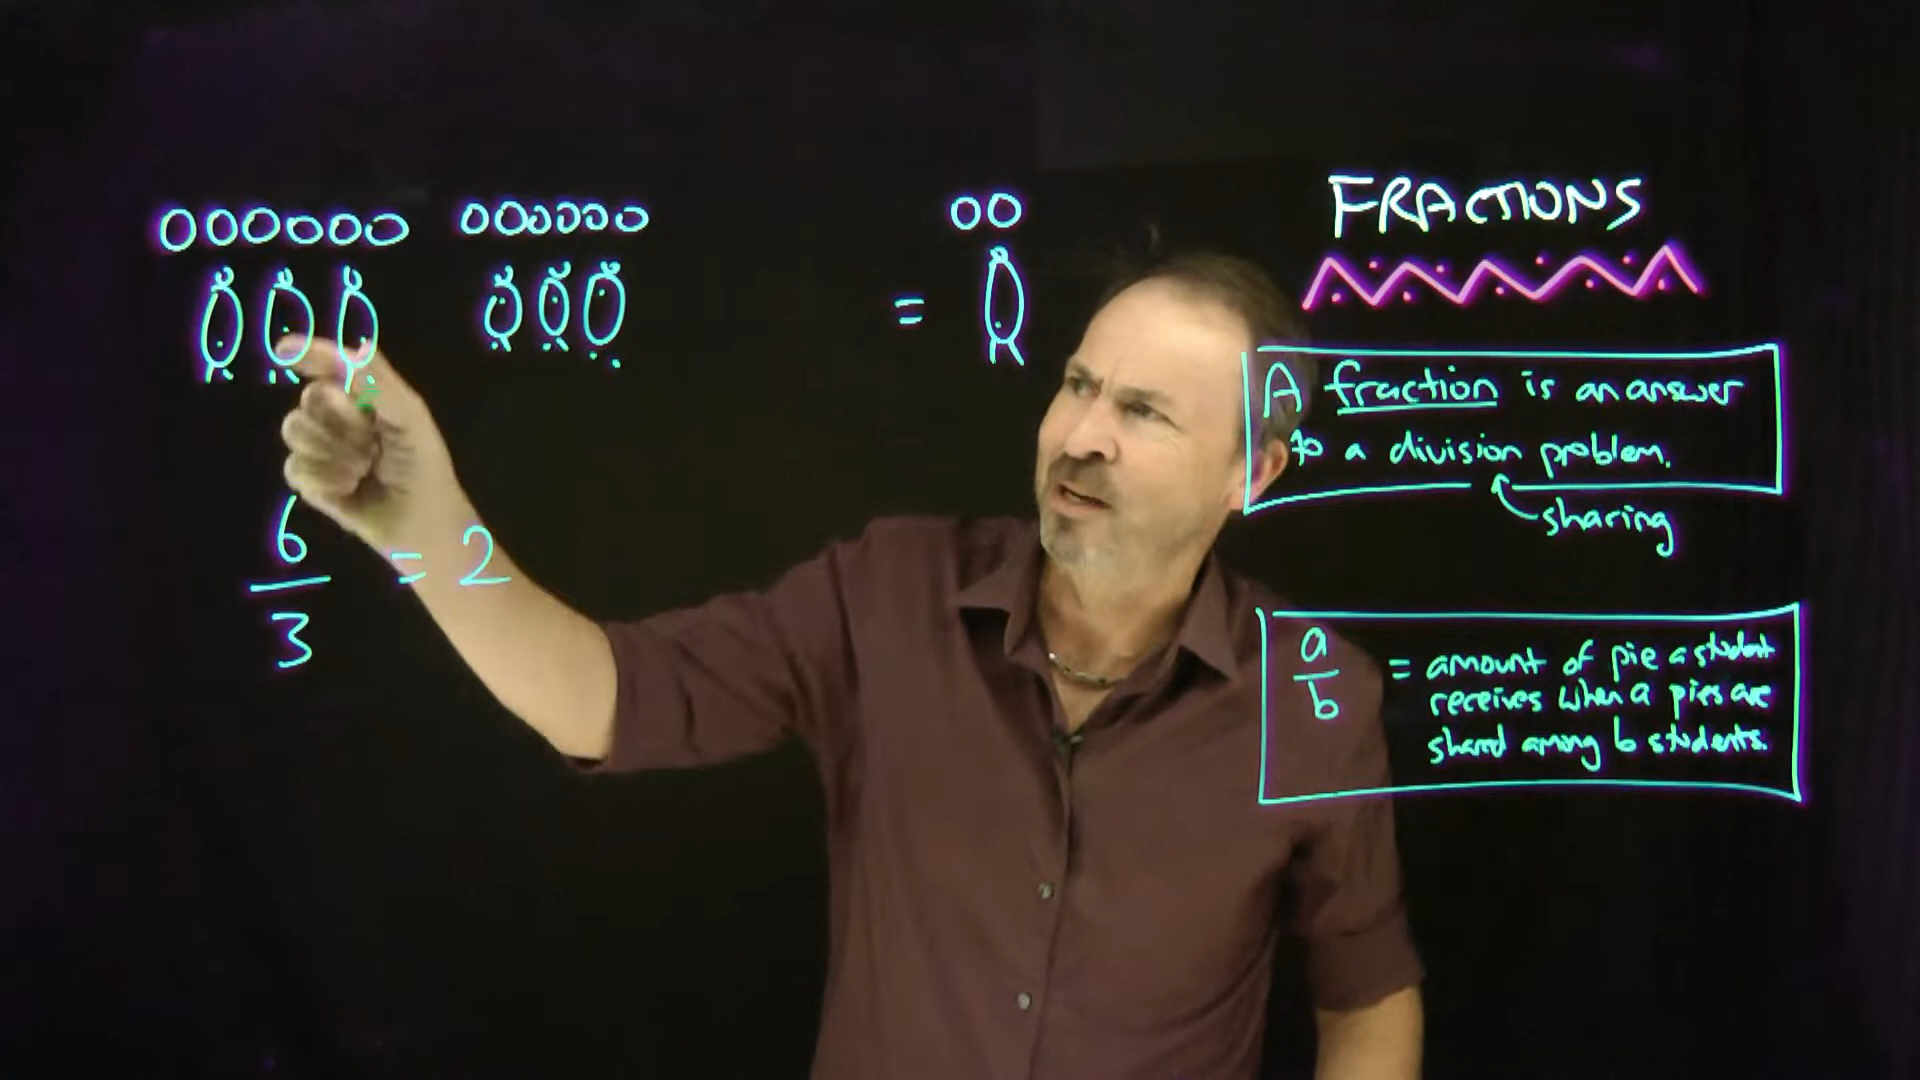 FRACTIONS
A fraction is an answer
to a division problem.
sharing
=
6
3
= 2
a
b
= amount of pie a student
receives when a pies are
shared among b students.